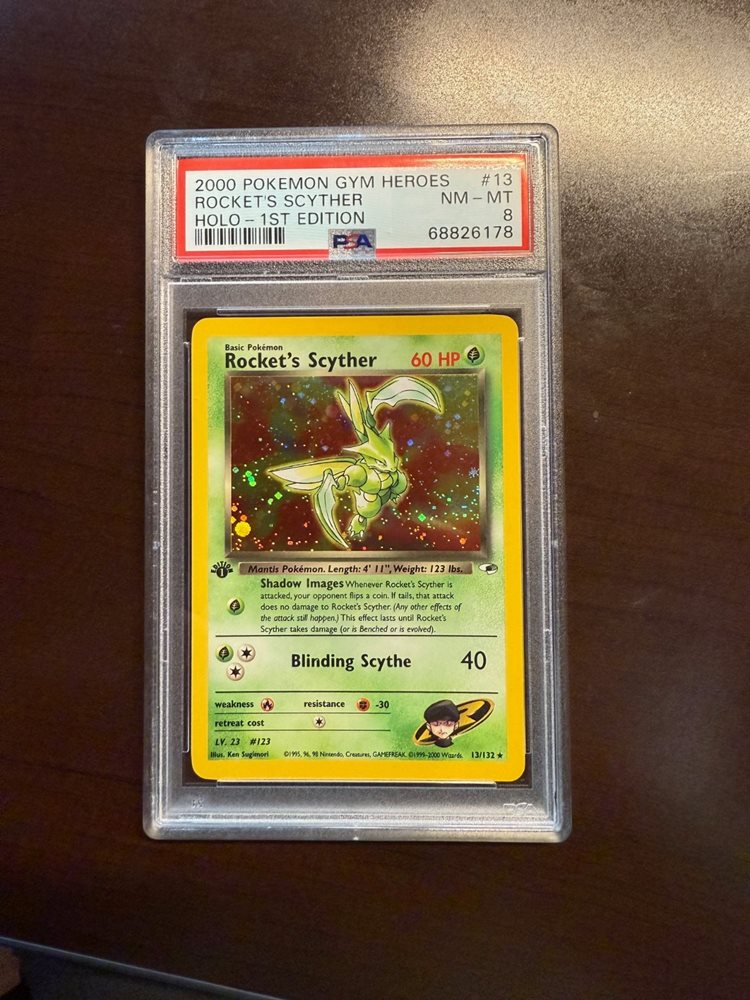 2000 POKEMON GYM HEROES #13
ROCKET'S SCYTHER NM - MT
HOLO - 1ST EDITION 8
PSA 68826178
Basic Pokémon
Rocket's Scyther 60 HP
Mantis Pokémon. Length: 4' 11", Weight: 123 lbs.
EDITION 1
Shadow Images Whenever Rocket's Scyther is
attacked, your opponent flips a coin. If tails, that attack
does no damage to Rocket's Scyther. (Any other effects of
the attack still happen.) This effect lasts until Rocket's
Scyther takes damage (or is Benched or is evolved).
Blinding Scythe 40
weakness resistance -30
retreat cost
LV. 23 #123
Illus. Ken Sugimori ©1995, 96, 98 Nintendo, Creatures, GAMEFREAK. ©1999-2000 Wizards. 13/132 ★
PSA